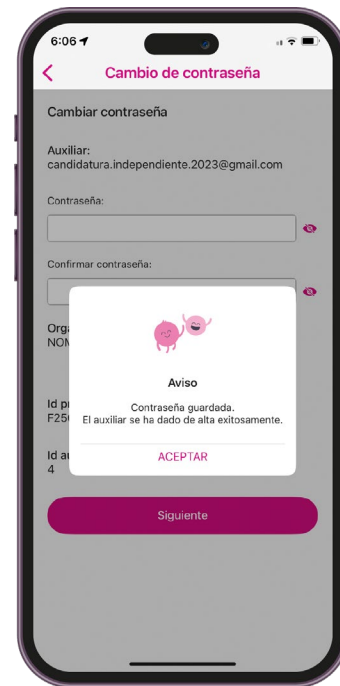 6:06
Cambio de contraseña
Cambiar contraseña
Auxiliar:
candidatura.independiente.2023@gmail.com
Contraseña:
Confirmar contraseña:
Aviso
Contraseña guardada.
El auxiliar se ha dado de alta exitosamente.
ACEPTAR
Id
4
Siguiente